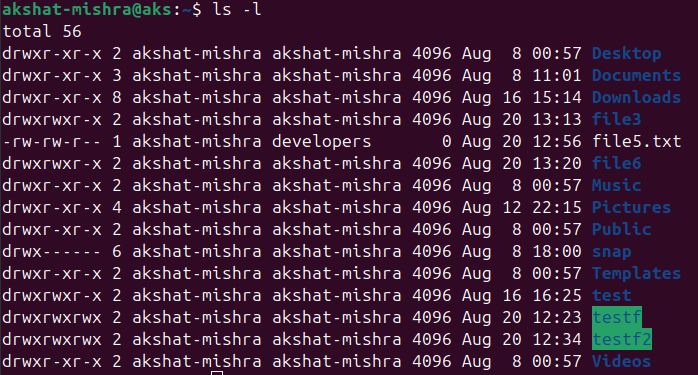 akshat-mishra@aks:~$ ls -l
total 56
drwxr-xr-x 2 akshat-mishra akshat-mishra 4096 Aug  8 00:57 Desktop
drwxr-xr-x 3 akshat-mishra akshat-mishra 4096 Aug  8 11:01 Documents
drwxr-xr-x 8 akshat-mishra akshat-mishra 4096 Aug 16 15:14 Downloads
drwxrwxr-x 2 akshat-mishra akshat-mishra 4096 Aug 20 13:13 file3
-rw-rw-r-- 1 akshat-mishra developers       0 Aug 20 12:56 file5.txt
drwxrwxr-x 2 akshat-mishra akshat-mishra 4096 Aug 20 13:20 file6
drwxr-xr-x 2 akshat-mishra akshat-mishra 4096 Aug  8 00:57 Music
drwxr-xr-x 4 akshat-mishra akshat-mishra 4096 Aug 12 22:15 Pictures
drwxr-xr-x 2 akshat-mishra akshat-mishra 4096 Aug  8 00:57 Public
drwx------ 6 akshat-mishra akshat-mishra 4096 Aug  8 18:00 snap
drwxr-xr-x 2 akshat-mishra akshat-mishra 4096 Aug  8 00:57 Templates
drwxrwxr-x 2 akshat-mishra akshat-mishra 4096 Aug 16 16:25 test
drwxrwxrwx 2 akshat-mishra akshat-mishra 4096 Aug 20 12:23 testf
drwxrwxrwx 2 akshat-mishra akshat-mishra 4096 Aug 20 12:34 testf2
drwxr-xr-x 2 akshat-mishra akshat-mishra 4096 Aug  8 00:57 Videos